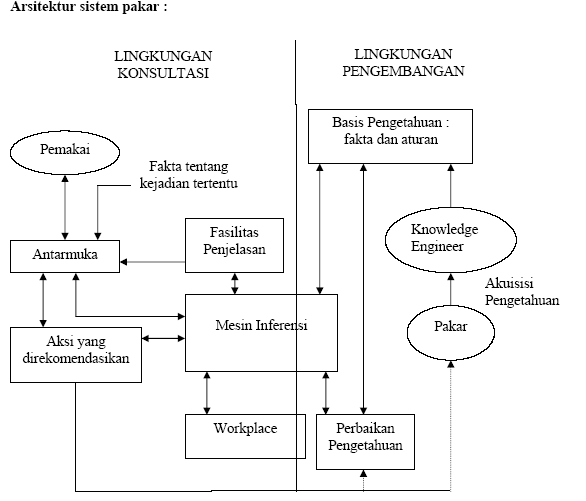 Arsitektur sistem pakar :
LINGKUNGAN
KONSULTASI
LINGKUNGAN
PENGEMBANGAN
Basis Pengetahuan :
fakta dan aturan
Pemakai
Fakta tentang
kejadian tertentu
Fasilitas
Penjelasan
Knowledge
Engineer
Antarmuka
Akuisisi
Pengetahuan
Mesin Inferensi
Pakar
Aksi yang
direkomendasikan
Workplace
Perbaikan
Pengetahuan